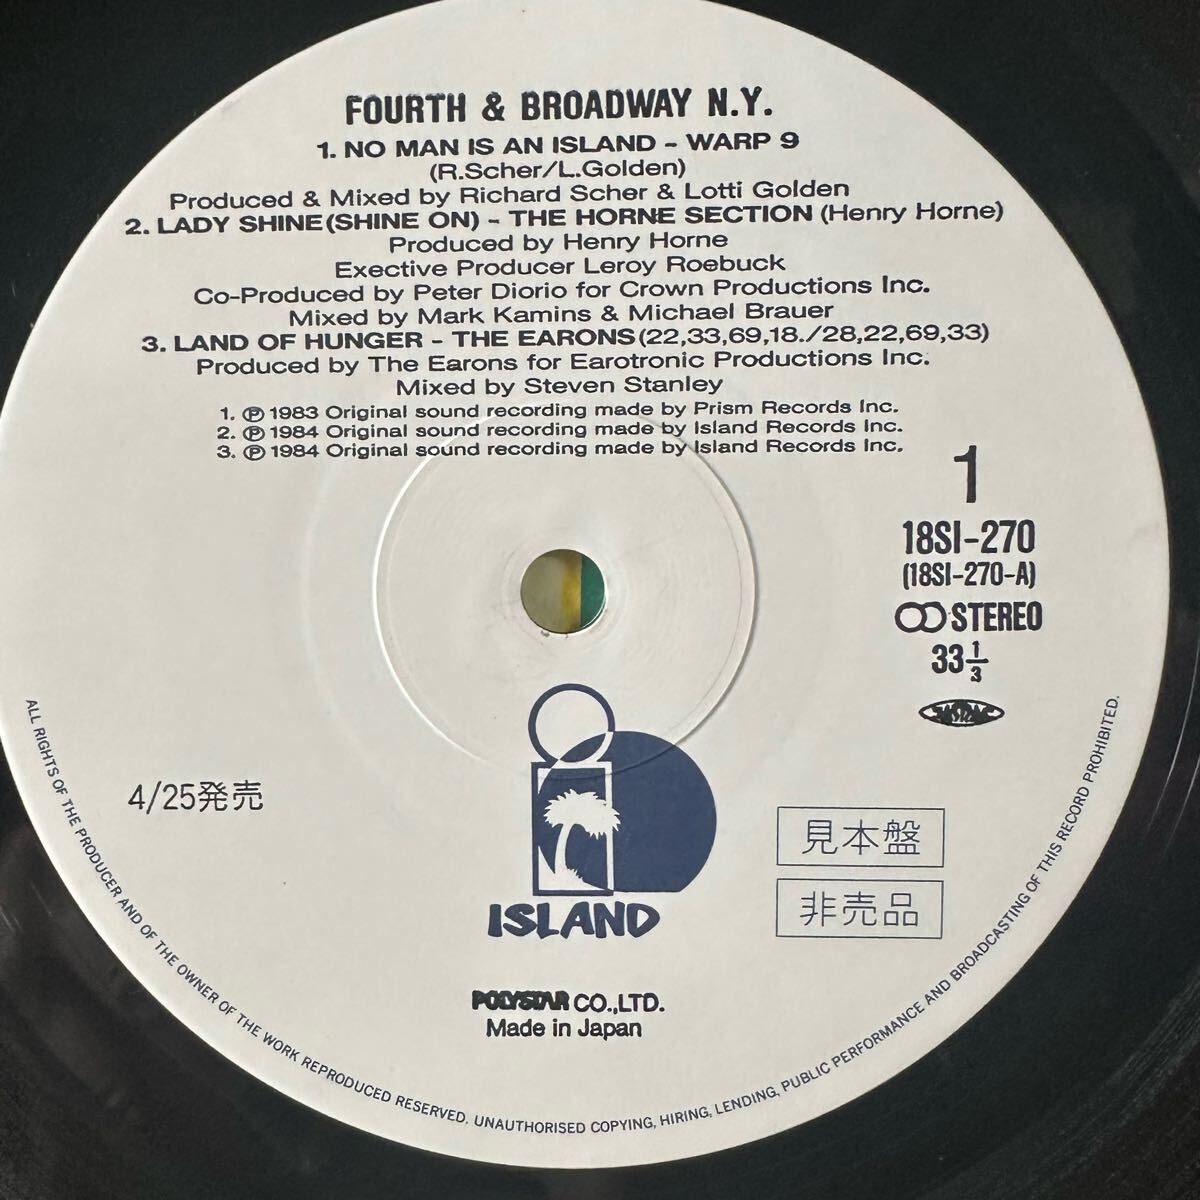 FOURTH & BROADWAY N.Y.
1. NO MAN IS AN ISLAND - WARP 9
(R.Scher/L.Golden)
Produced & Mixed by Richard Scher & Lotti Golden
2. LADY SHINE(SHINE ON) - THE HORNE SECTION (Henry Horne)
Produced by Henry Horne
Exective Producer Leroy Roebuck
Co-Produced by Peter Diorio for Crown Productions Inc.
Mixed by Mark Kamins & Michael Brauer
3. LAND OF HUNGER - THE EARONS(22,33,69,18./28,22,69,33)
Produced by The Earons for Earotronic Productions Inc.
Mixed by Steven Stanley
1. Ⓟ 1983 Original sound recording made by Prism Records Inc.
2. Ⓟ 1984 Original sound recording made by Island Records Inc.
3. Ⓟ 1984 Original sound recording made by Island Records Inc.
1
18SI-270
(18SI-270-A)
STEREO
33 1/3
4/25発売
見本盤
非売品
ISLAND
POLYSTAR CO.,LTD.
Made in Japan
ALL RIGHTS OF THE PRODUCER AND OF THE OWNER OF THE WORK REPRODUCED RESERVED. UNAUTHORISED COPYING, HIRING, LENDING, PUBLIC PERFORMANCE AND BROADCASTING OF THIS RECORD PROHIBITED.